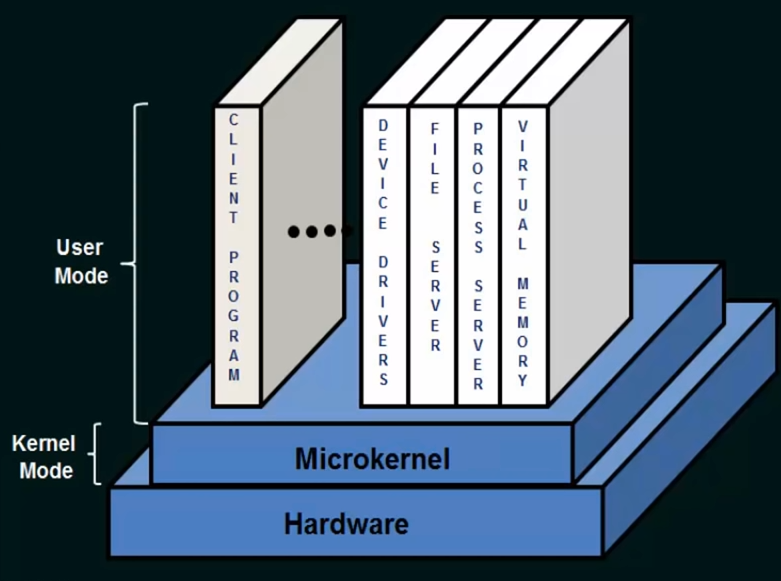 CLIENT PROGRAM
DEVICE DRIVERS
FILE SERVER
PROCESS SERVER
VIRTUAL MEMORY
User
Mode
Kernel
Mode
Microkernel
Hardware